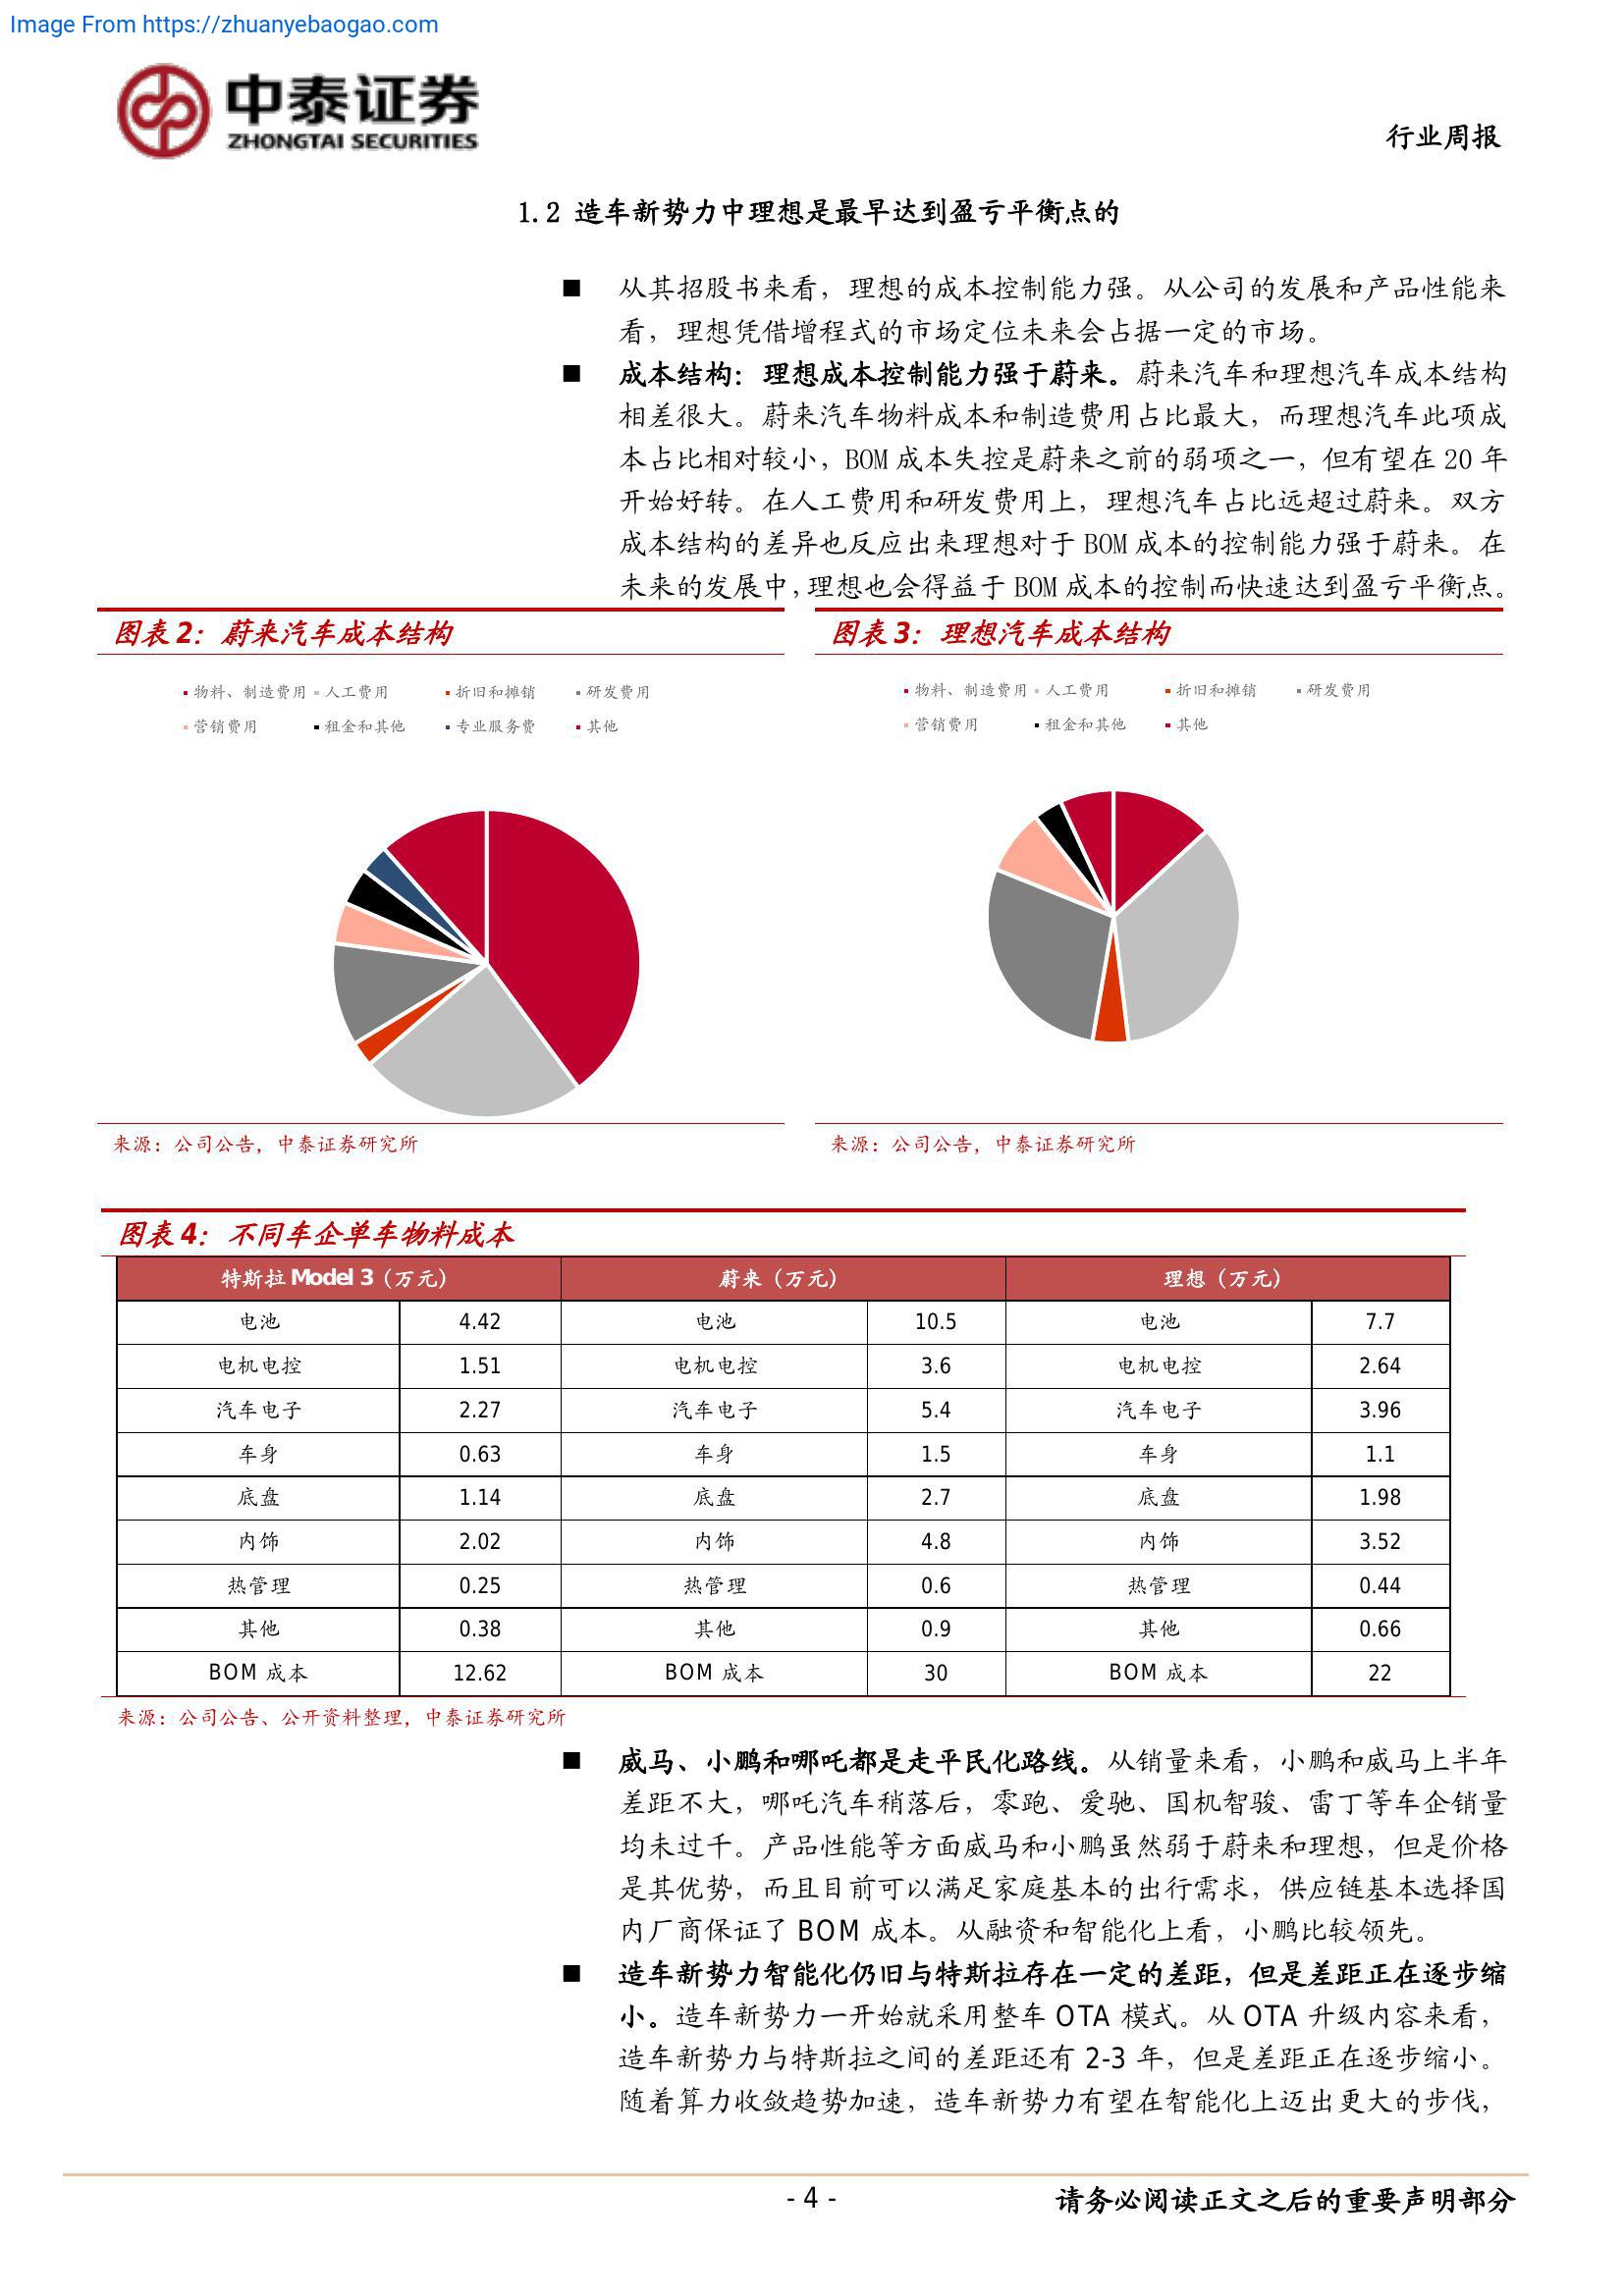 Image From https://zhuanyebaogao.com
中泰证券
ZHONGTAI SECURITIES
行业周报
1.2 造车新势力中理想是最早达到盈亏平衡点的
■ 从其招股书来看，理想的成本控制能力强。从公司的发展和产品性能来
看，理想凭借增程式的市场定位未来会占据一定的市场。
■ 成本结构：理想成本控制能力强于蔚来。蔚来汽车和理想汽车成本结构
相差很大。蔚来汽车物料成本和制造费用占比最大，而理想汽车此项成
本占比相对较小，BOM 成本失控是蔚来之前的弱项之一，但有望在 20 年
开始好转。在人工费用和研发费用上，理想汽车占比远超过蔚来。双方
成本结构的差异也反应出来理想对于 BOM 成本的控制能力强于蔚来。在
未来的发展中，理想也会得益于 BOM 成本的控制而快速达到盈亏平衡点。
图表 2：蔚来汽车成本结构
物料、制造费用 人工费用 折旧和摊销 研发费用
营销费用 租金和其他 专业服务费 其他
来源：公司公告，中泰证券研究所
图表 3：理想汽车成本结构
物料、制造费用 人工费用 折旧和摊销 研发费用
营销费用 租金和其他 其他
来源：公司公告，中泰证券研究所
图表 4：不同车企单车物料成本
特斯拉 Model 3（万元） 蔚来（万元） 理想（万元）
电池 4.42 电池 10.5 电池 7.7
电机电控 1.51 电机电控 3.6 电机电控 2.64
汽车电子 2.27 汽车电子 5.4 汽车电子 3.96
车身 0.63 车身 1.5 车身 1.1
底盘 1.14 底盘 2.7 底盘 1.98
内饰 2.02 内饰 4.8 内饰 3.52
热管理 0.25 热管理 0.6 热管理 0.44
其他 0.38 其他 0.9 其他 0.66
BOM 成本 12.62 BOM 成本 30 BOM 成本 22
来源：公司公告、公开资料整理，中泰证券研究所
■ 威马、小鹏和哪吒都是走平民化路线。从销量来看，小鹏和威马上半年
差距不大，哪吒汽车稍落后，零跑、爱驰、国机智骏、雷丁等车企销量
均未过千。产品性能等方面威马和小鹏虽然弱于蔚来和理想，但是价格
是其优势，而且目前可以满足家庭基本的出行需求，供应链基本选择国
内厂商保证了 BOM 成本。从融资和智能化上看，小鹏比较领先。
■ 造车新势力智能化仍旧与特斯拉存在一定的差距，但是差距正在逐步缩
小。造车新势力一开始就采用整车 OTA 模式。从 OTA 升级内容来看，
造车新势力与特斯拉之间的差距还有 2-3 年，但是差距正在逐步缩小。
随着算力收敛趋势加速，造车新势力有望在智能化上迈出更大的步伐，
- 4 -
请务必阅读正文之后的重要声明部分